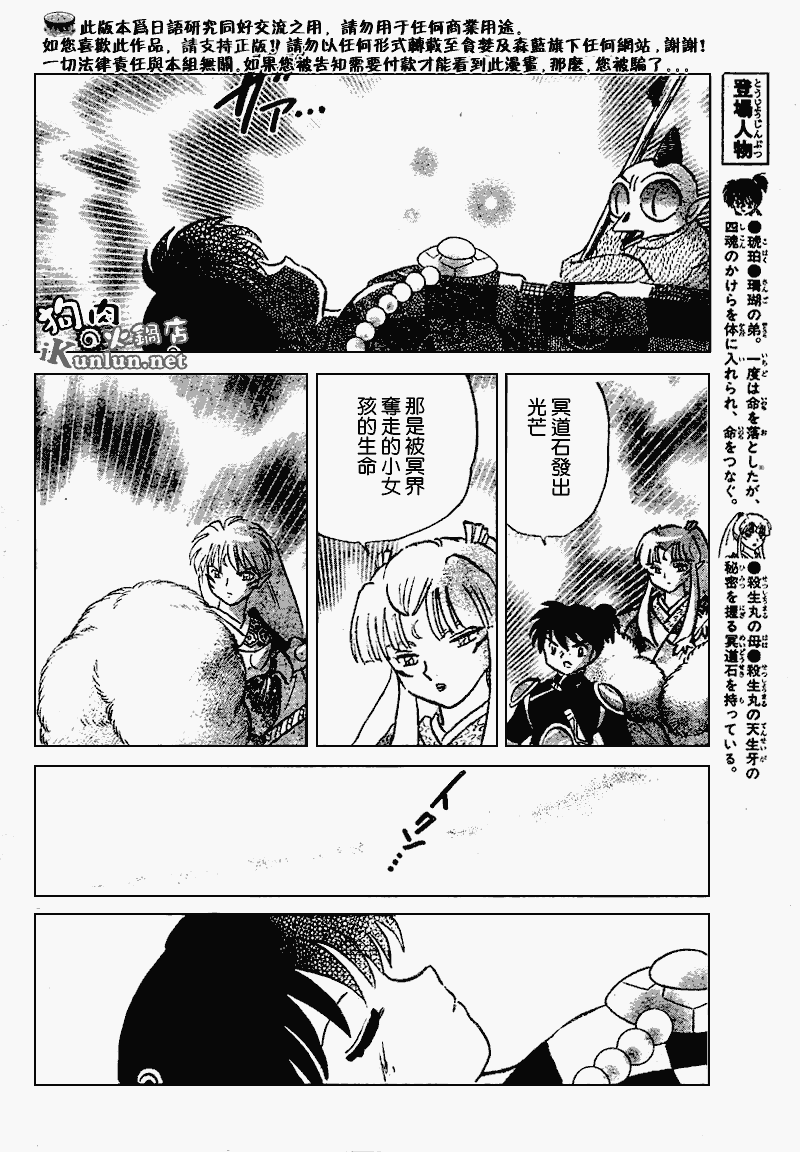 此版本爲日語研究同好交流之用，請勿用于任何商業用途。
如您喜歡此作品，請支持正版!! 請勿以任何形式轉載至貪婪及森藍旗下任何網站，謝謝!
一切法律責任與本組無關.如果您被告知需要付款才能看到此漫畫，那麼，您被騙了...
登場人物
とうじょうじんぶつ
●琥珀●珊瑚の弟。一度は命を落としたが、
四魂のかけらを体に入れられ、命をつなぐ。
●殺生丸の母●殺生丸の天生牙の
秘密を握る冥道石を持っている。
狗肉火鍋店
iKunlun.net
冥道石發出
光芒
那是被冥界
奪走的小女
孩的生命